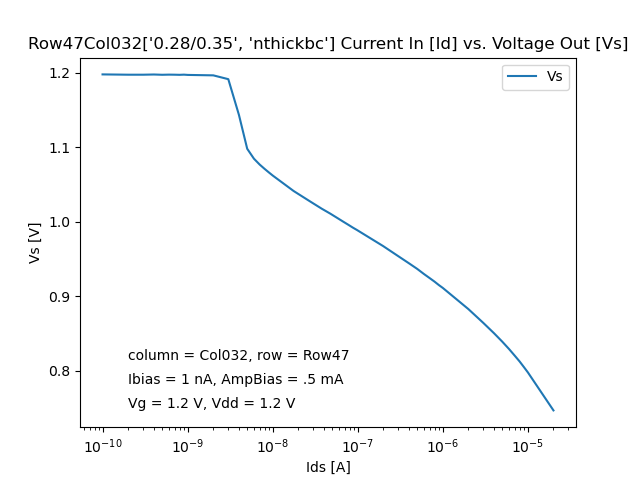 Row47Col032['0.28/0.35', 'nthickbc'] Current In [Id] vs. Voltage Out [Vs]
Vs
1.2
1.1
1.0
0.9
0.8
Vs [V]
column = Col032, row = Row47
Ibias = 1 nA, AmpBias = .5 mA
Vg = 1.2 V, Vdd = 1.2 V
10⁻¹⁰ 10⁻⁹ 10⁻⁸ 10⁻⁷ 10⁻⁶ 10⁻⁵
Ids [A]